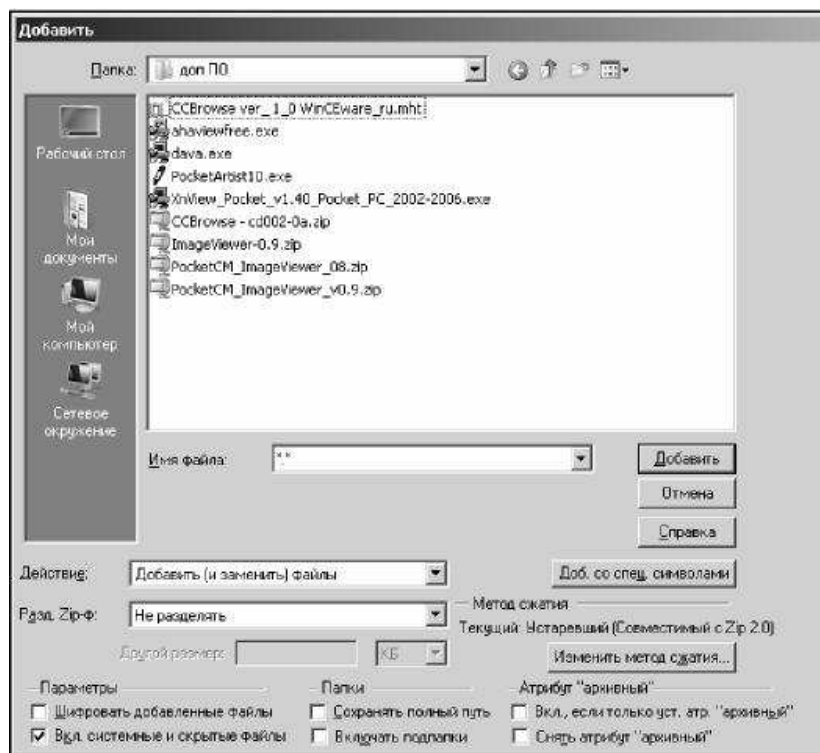 Добавить
Папка: доп ПО
CCBrowse ver_ 1_0 WinCEware_ru.mht
ahaviewfree.exe
dava.exe
PocketArtist10.exe
XnView_Pocket_v1.40_Pocket_PC_2002-2006.exe
CCBrowse - cd002-0a.zip
ImageViewer-0.9.zip
PocketCM_ImageViewer_08.zip
PocketCM_ImageViewer_v0.9.zip
Рабочий стол
Мои
документы
Мой
компьютер
Сетевое
окружение
Имя файла: *.* Добавить
Отмена
Справка
Действие: Добавить (и заменить) файлы Доб. со спец. символами
Разд. Zip-ф: Не разделять
Метод сжатия
Текущий: Устаревший (Совместимый с Zip 2.0)
Другой размер: КБ Изменить метод сжатия...
Параметры Папки Атрибут "архивный"
Шифровать добавленные файлы Сохранять полный путь Вкл., если только уст. атр. "архивный"
Вкл. системные и скрытые файлы Включать подпапки Снять атрибут "архивный"